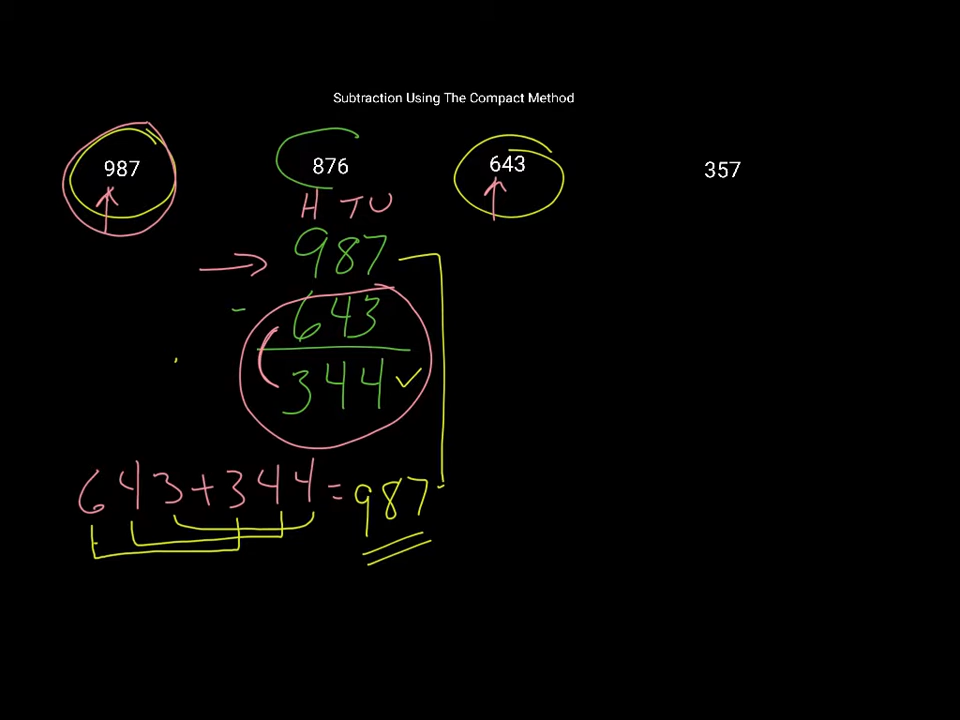 Subtraction Using The Compact Method
987 876 643 357
H T U
987
- 643
344
643+344=987